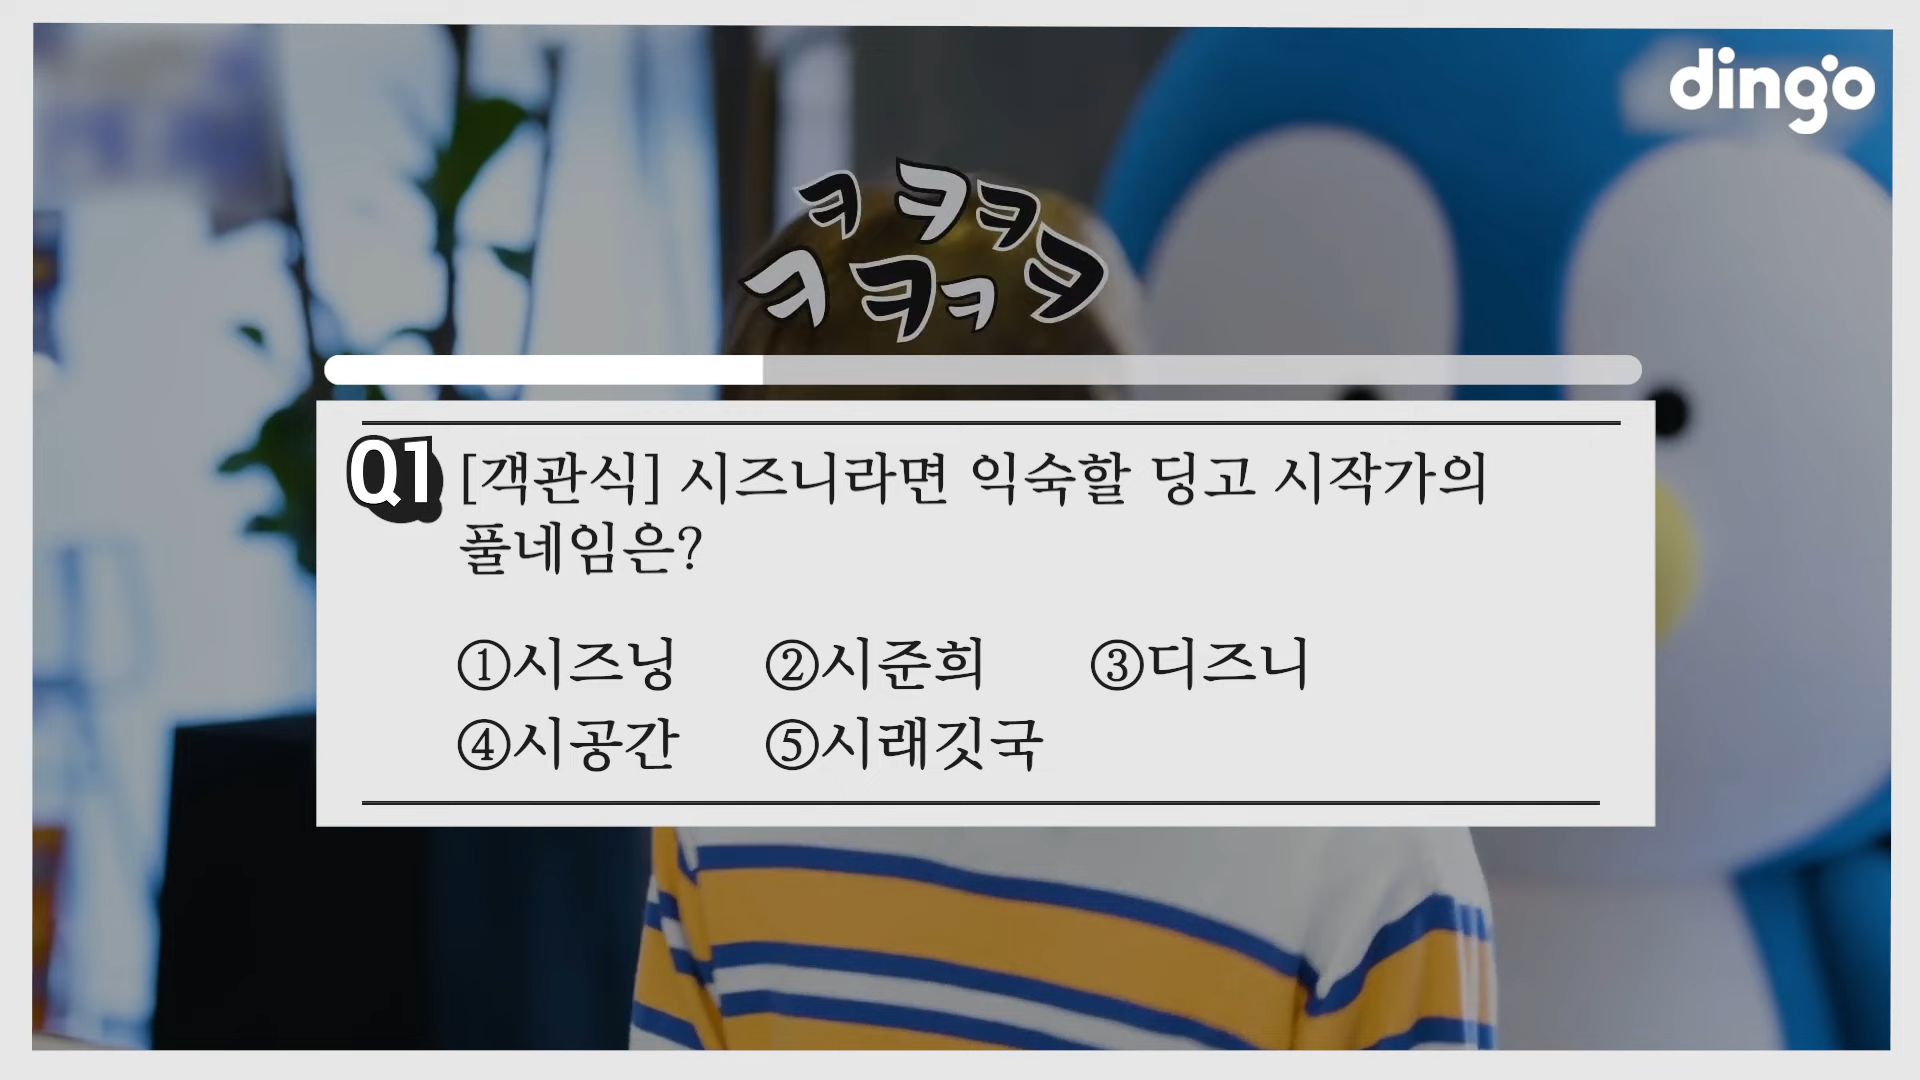 dingo
ㅋㅋㅋ
ㅋㅋㅋㅋ
Q1 [객관식] 시즈니라면 익숙할 딩고 시작가의
풀네임은?
①시즈닝 ②시준희 ③디즈니
④시공간 ⑤시래깃국